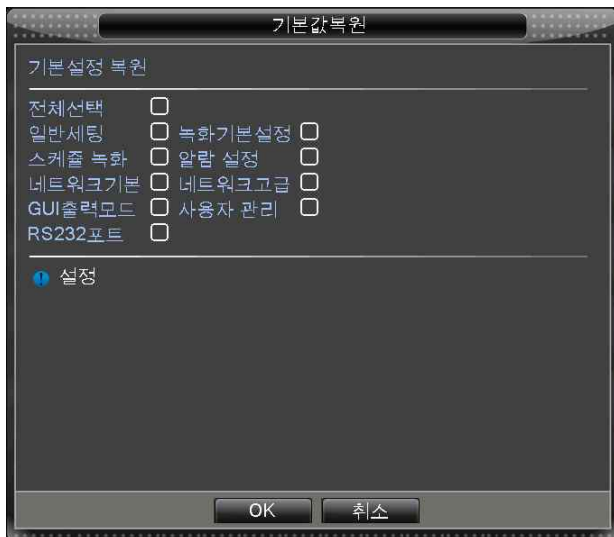 기본값복원
기본설정 복원
전체선택
일반세팅 녹화기본설정
스케쥴 녹화 알람 설정
네트워크기본 네트워크고급
GUI출력모드 사용자 관리
RS232포트
설정
OK 취소